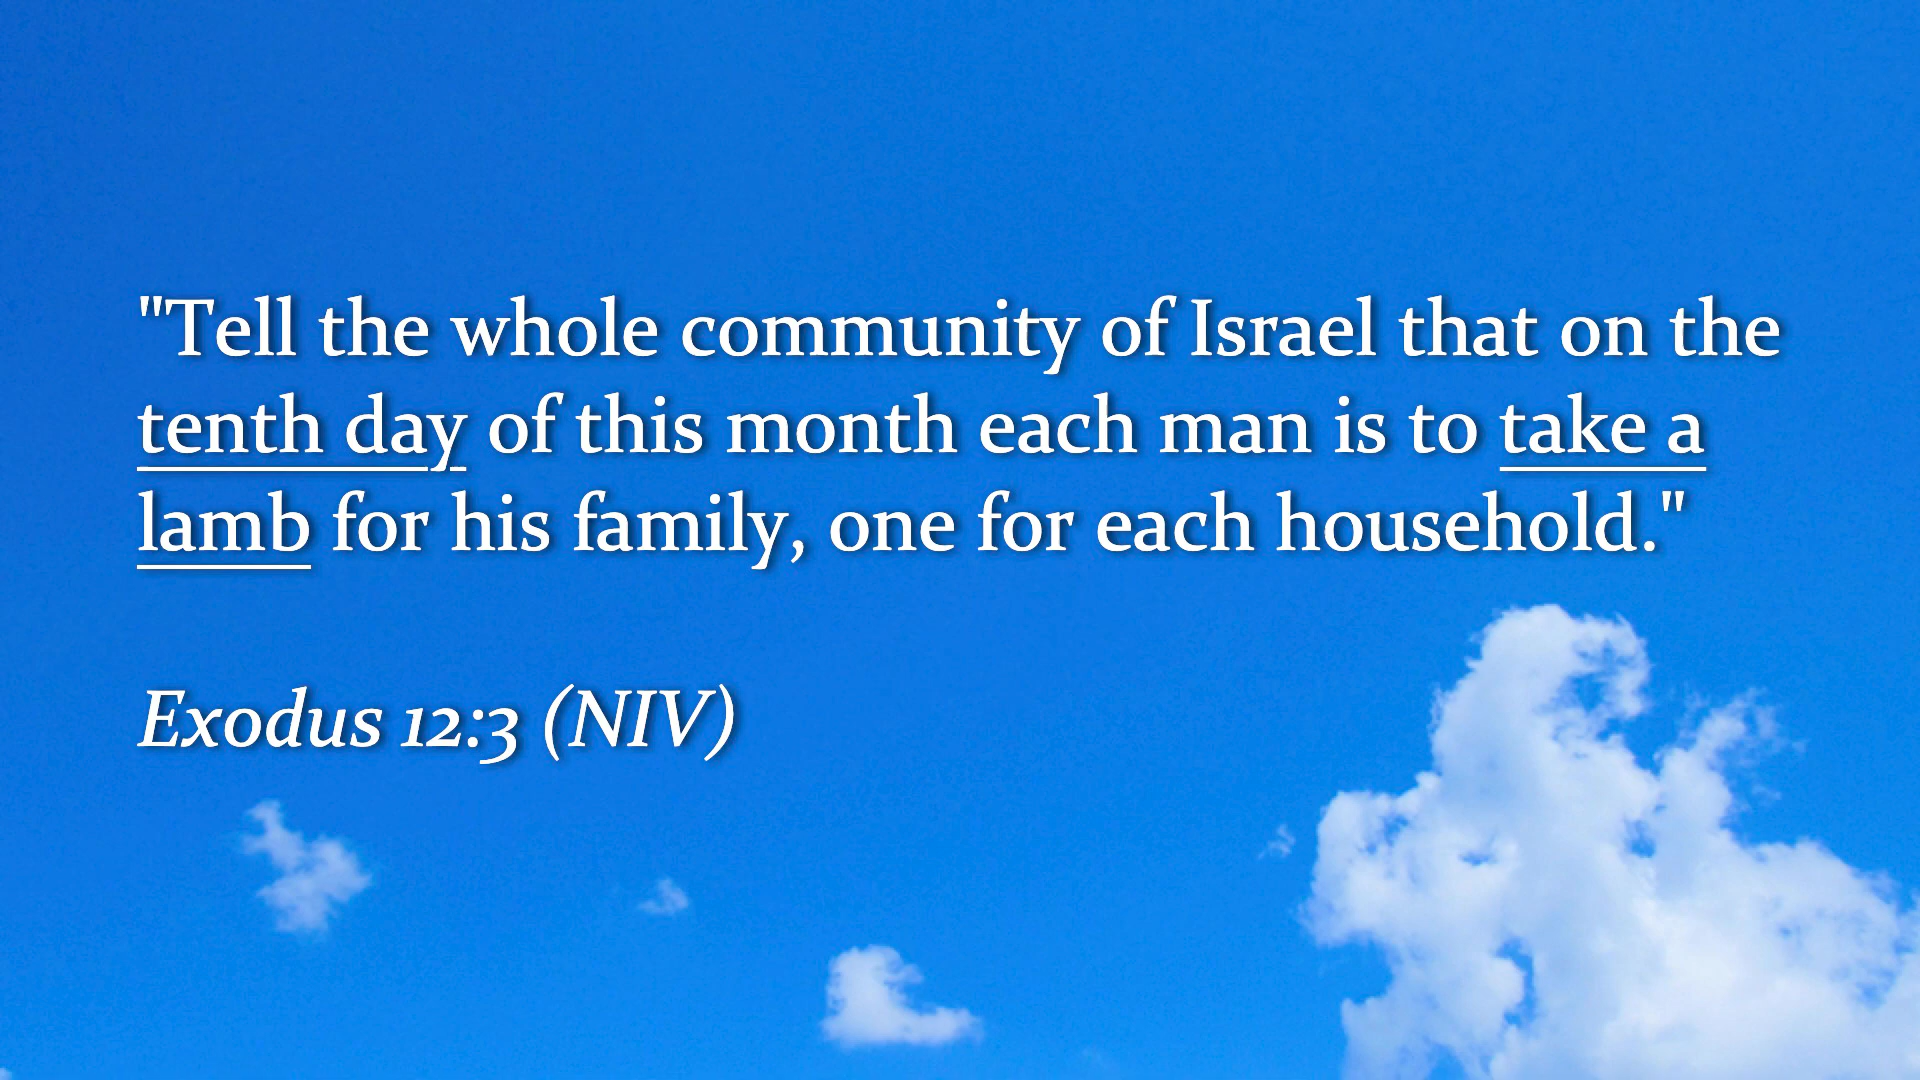 "Tell the whole community of Israel that on the
tenth day of this month each man is to take a
lamb for his family, one for each household."
Exodus 12:3 (NIV)